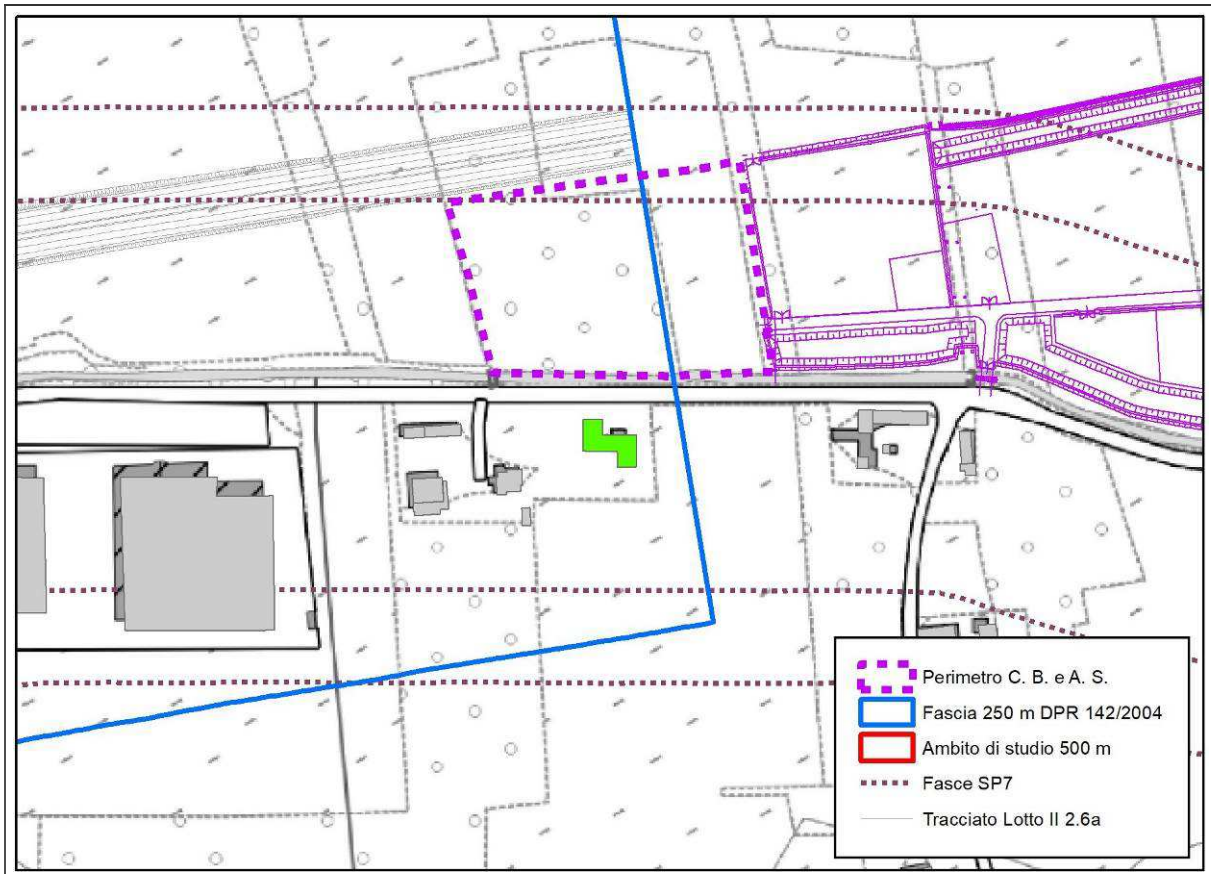 Perimetro C. B. e A. S.
Fascia 250 m DPR 142/2004
Ambito di studio 500 m
Fasce SP7
Tracciato Lotto II 2.6a